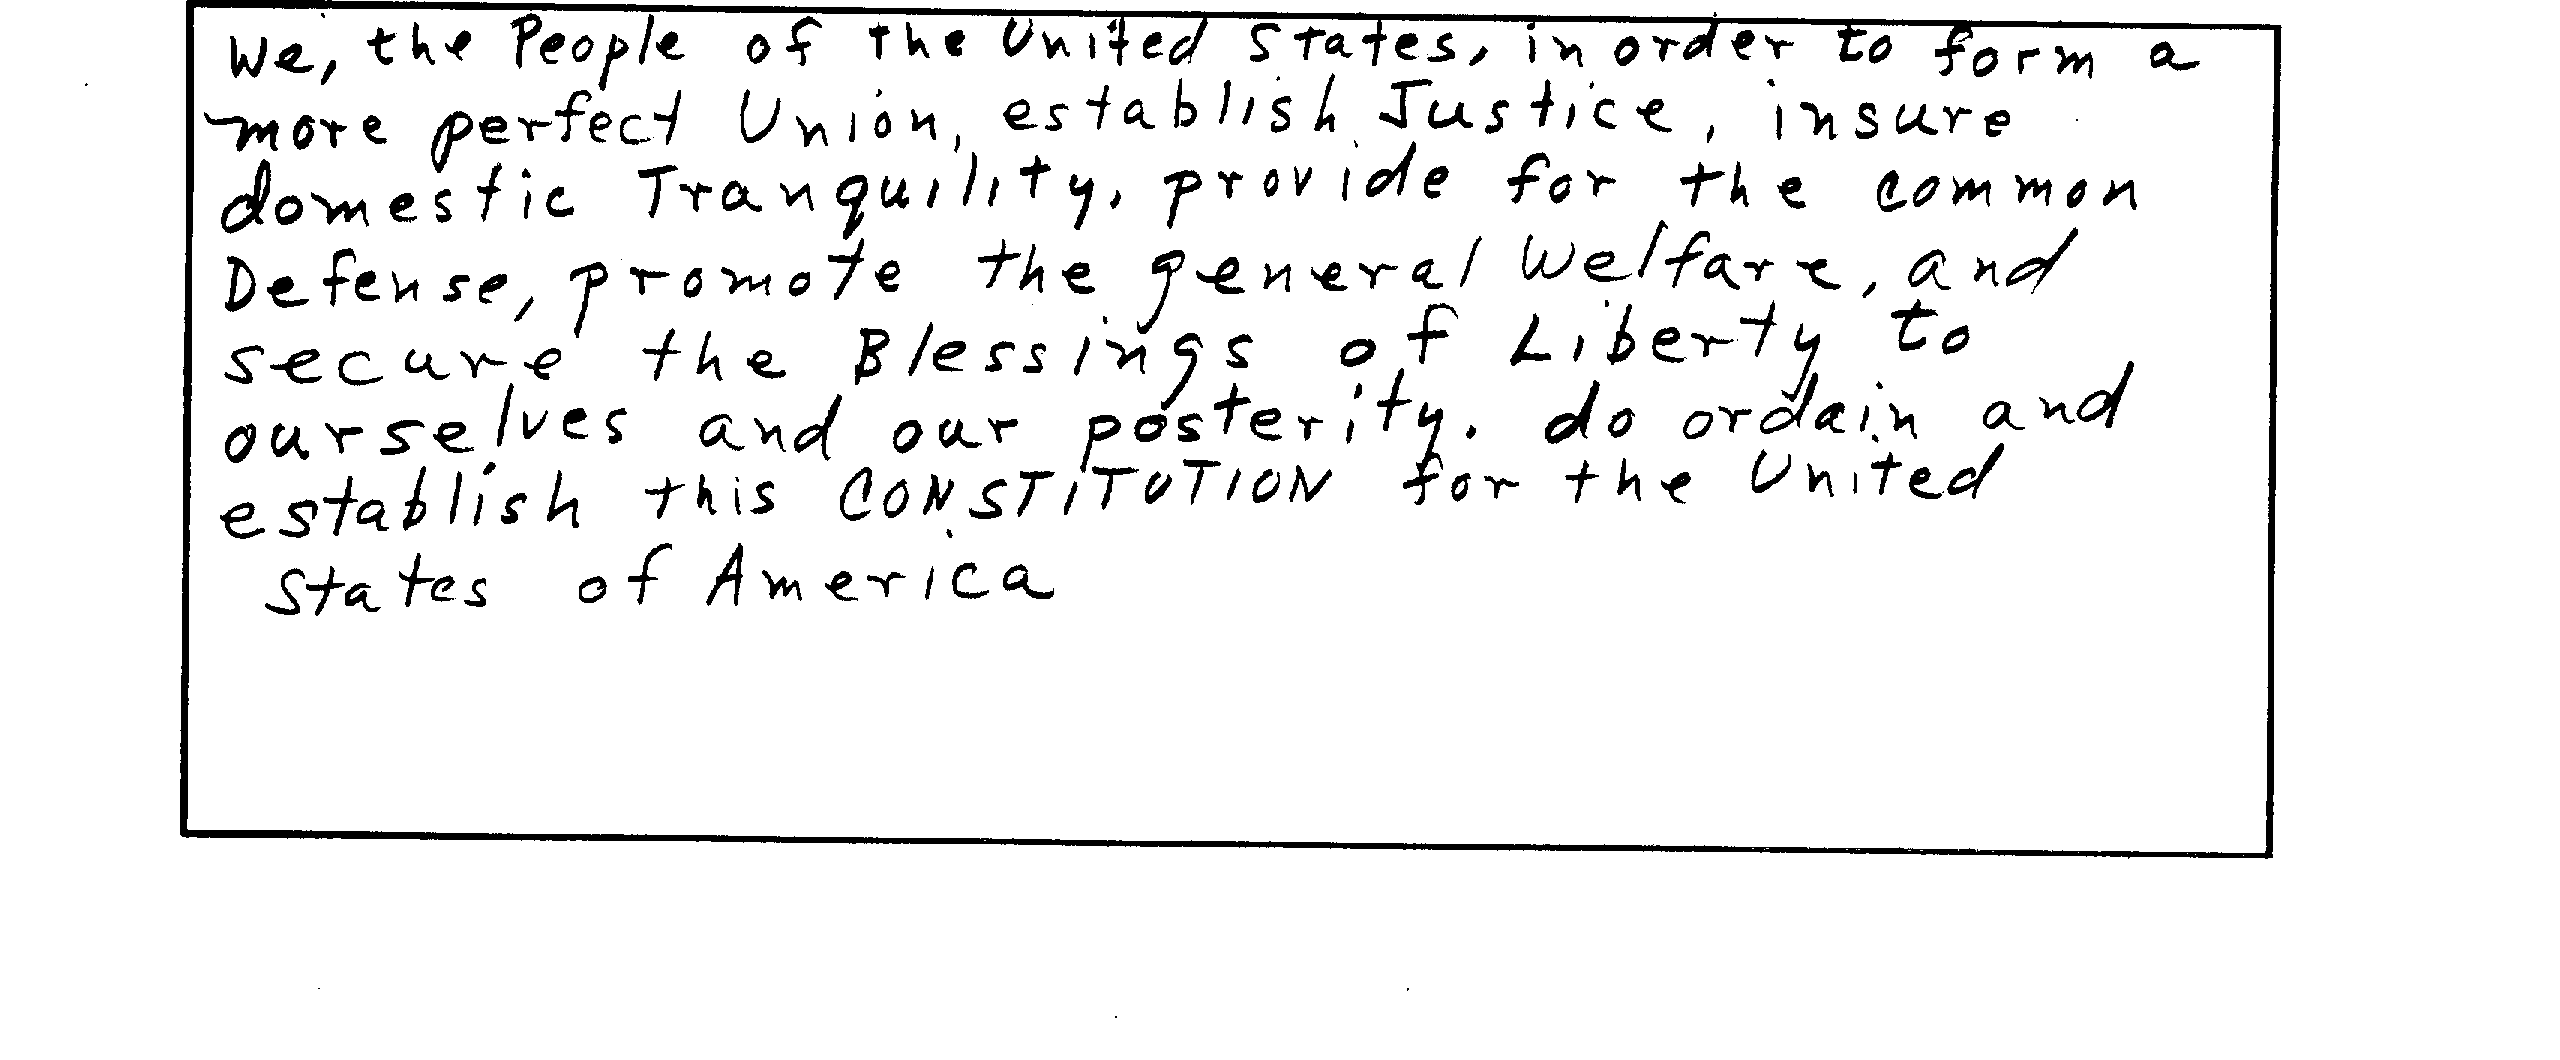 We, the People of the United States, in order to form a
more perfect Union, establish Justice, insure
domestic Tranquility, provide for the common
Defense, promote the general Welfare, and
secure the Blessings of Liberty to
ourselves and our posterity. do ordain and
establish this CONSTITUTION for the United
States of America